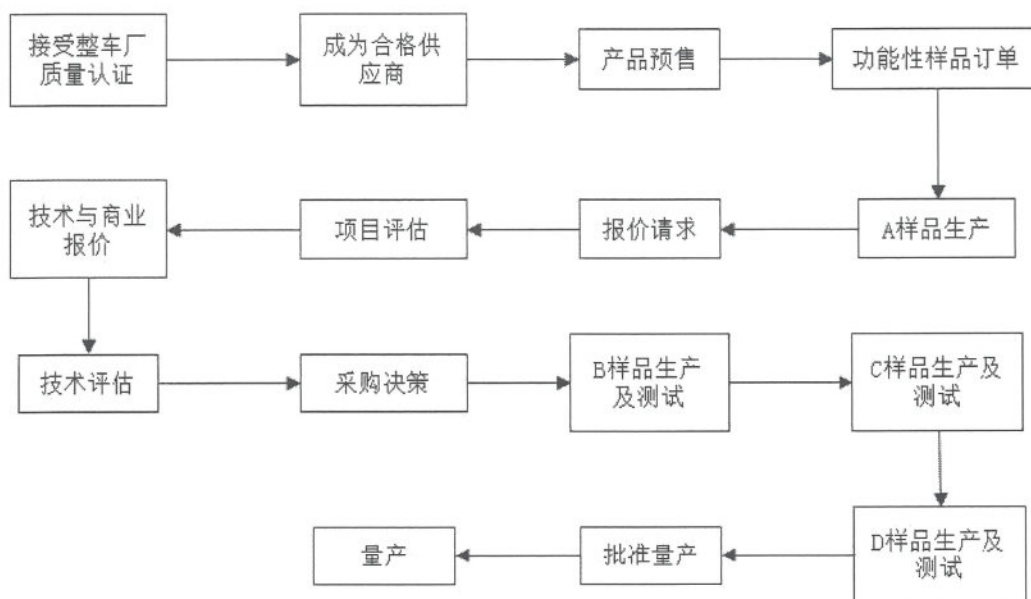 接受整车厂
质量认证
成为合格供
应商
产品预售
功能性样品订单
A样品生产
报价请求
项目评估
技术与商业
报价
技术评估
采购决策
B样品生产
及测试
C样品生产及
测试
D样品生产及
测试
批准量产
量产